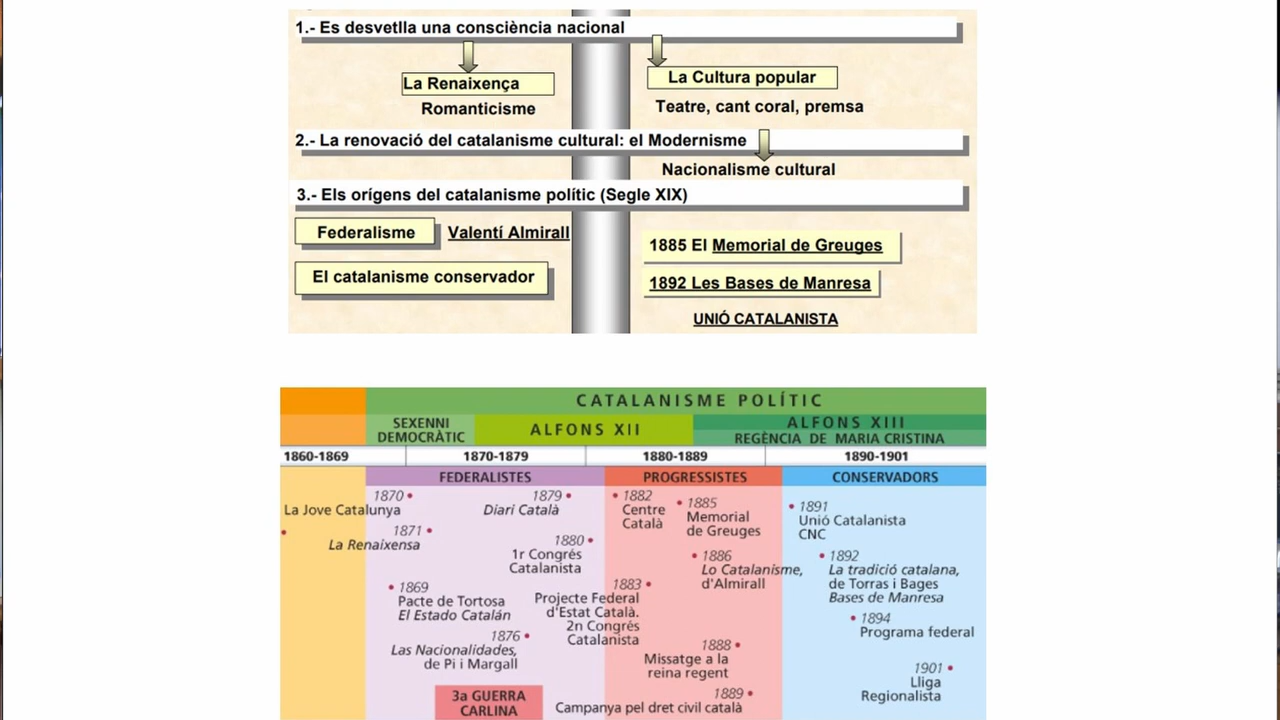 1.- Es desvetlla una consciència nacional
La Renaixença
La Cultura popular
Romanticisme
Teatre, cant coral, premsa
2.- La renovació del catalanisme cultural: el Modernisme
Nacionalisme cultural
3.- Els orígens del catalanisme polític (Segle XIX)
Federalisme
Valentí Almirall
1885 El Memorial de Greuges
El catalanisme conservador
1892 Les Bases de Manresa
UNIÓ CATALANISTA
CATALANISME POLÍTIC
SEXENNI
DEMOCRÀTIC
ALFONS XII
ALFONS XIII
REGÈNCIA DE MARIA CRISTINA
1860-1869
1870-1879
1880-1889
1890-1901
FEDERALISTES
PROGRESSISTES
CONSERVADORS
1870
La Jove Catalunya
1871
La Renaixensa
1869
Pacte de Tortosa
El Estado Catalán
1876
Las Nacionalidades,
de Pi i Margall
3a GUERRA
CARLINA
1879
Diari Català
1880
1r Congrés
Catalanista
1883
Projecte Federal
d'Estat Català.
2n Congrés
Catalanista
1882
Centre
Català
1885
Memorial
de Greuges
1886
Lo Catalanisme,
d'Almirall
1888
Missatge a la
reina regent
1889
Campanya pel dret civil català
1891
Unió Catalanista
CNC
1892
La tradició catalana,
de Torras i Bages
Bases de Manresa
1894
Programa federal
1901
Lliga
Regionalista